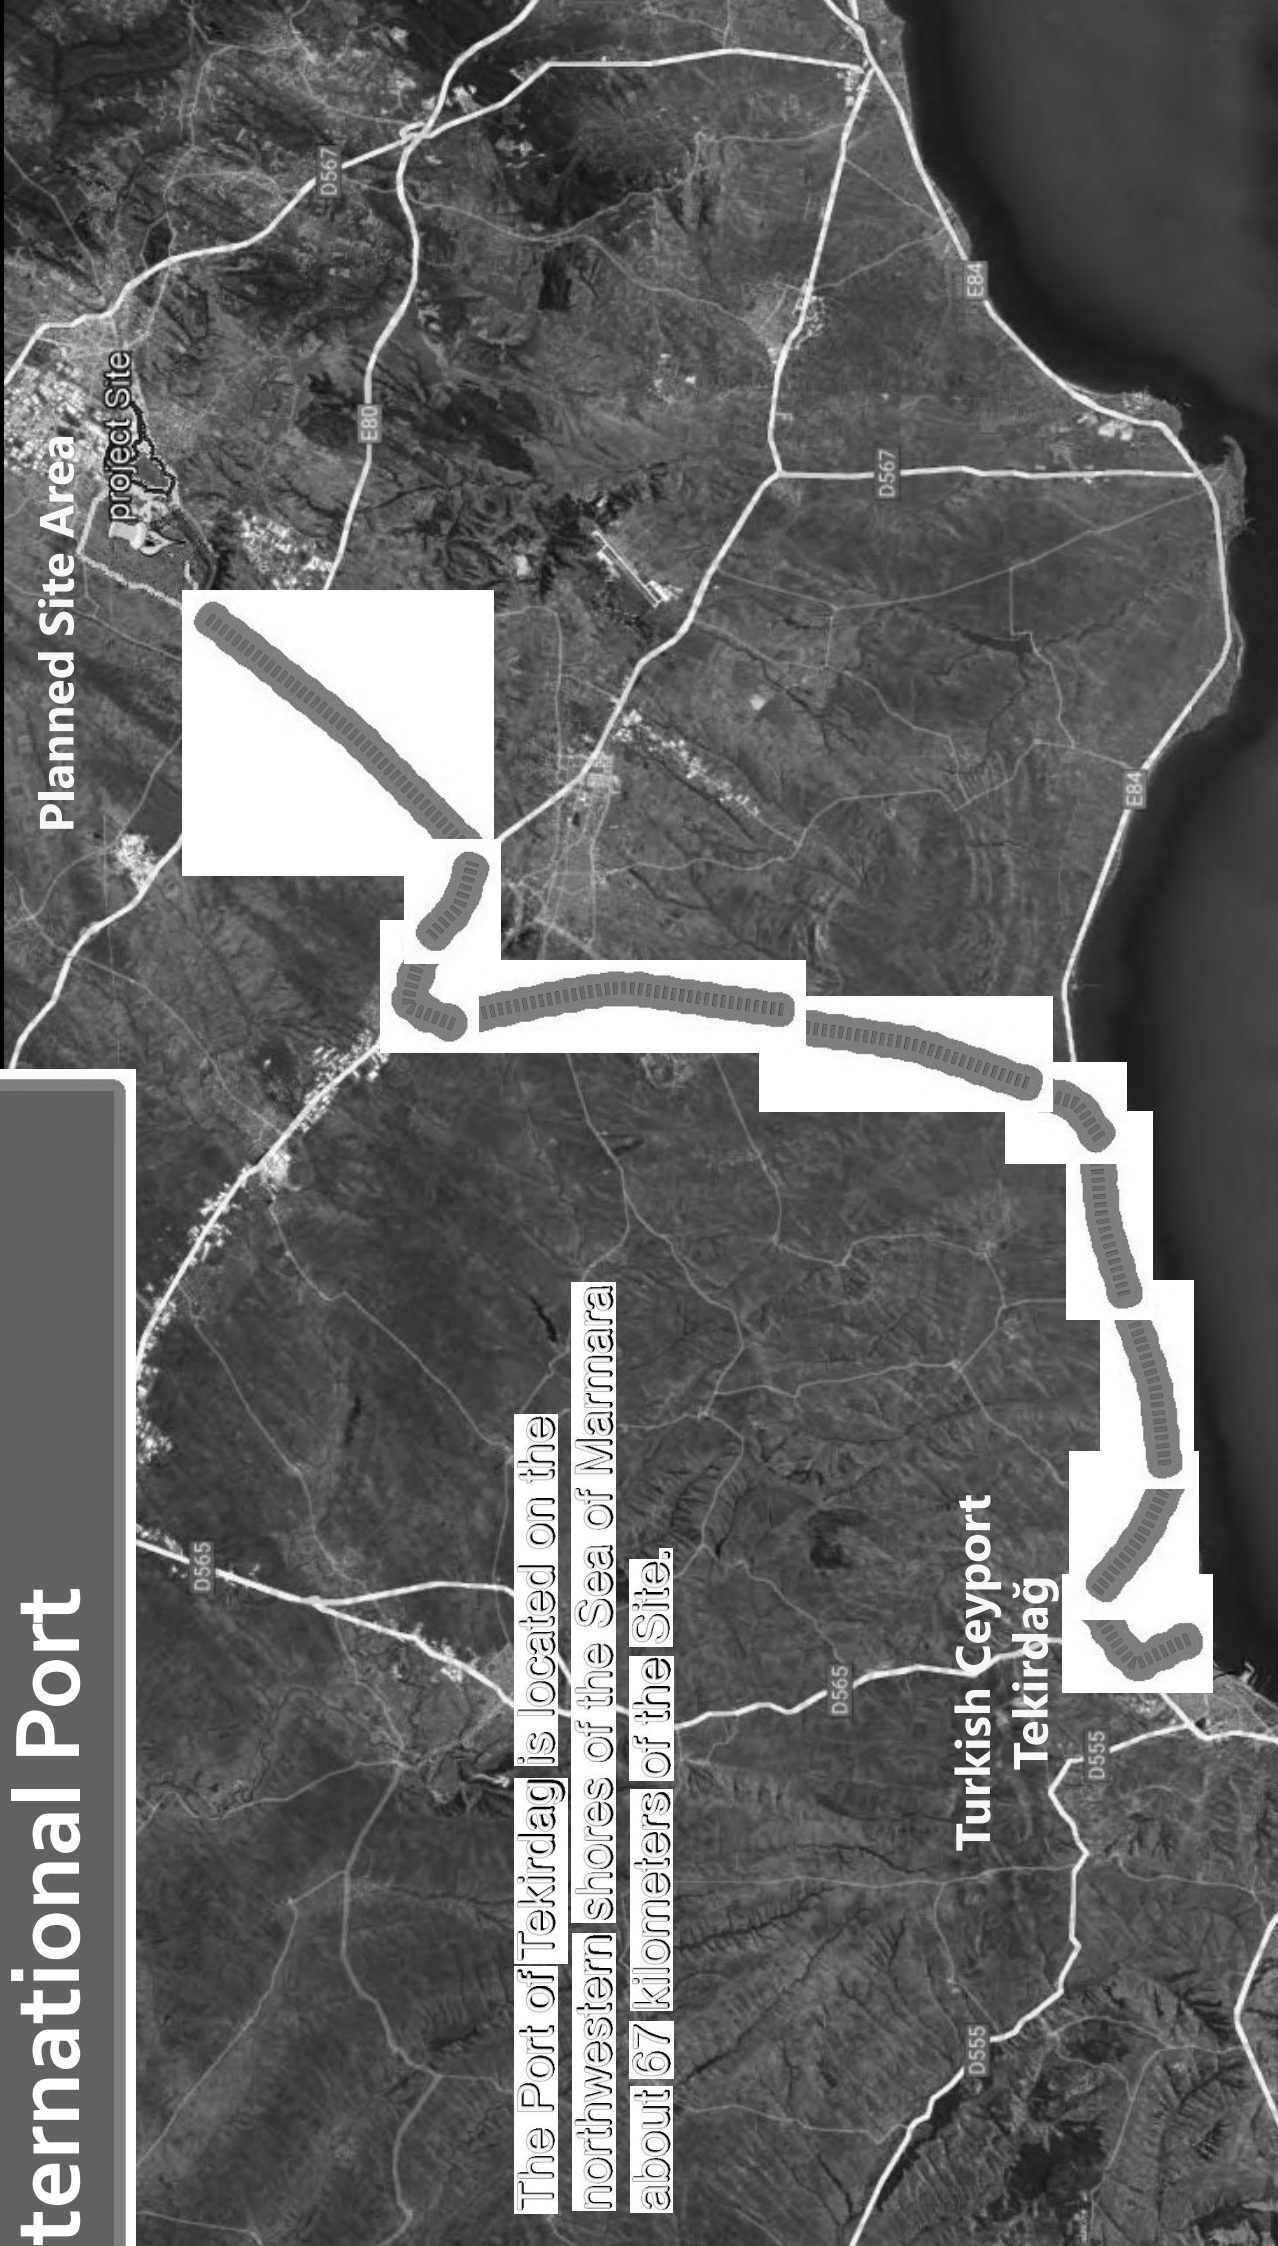 ternational Port
Planned Site Area
project Site
D567
E80
E84
D567
E84
D565
The Port of Tekirdag is located on the
northwestern shores of the Sea of Marmara
about 67 kilometers of the Site.
D565
Turkish Ceyport
Tekirdağ
D555
D555